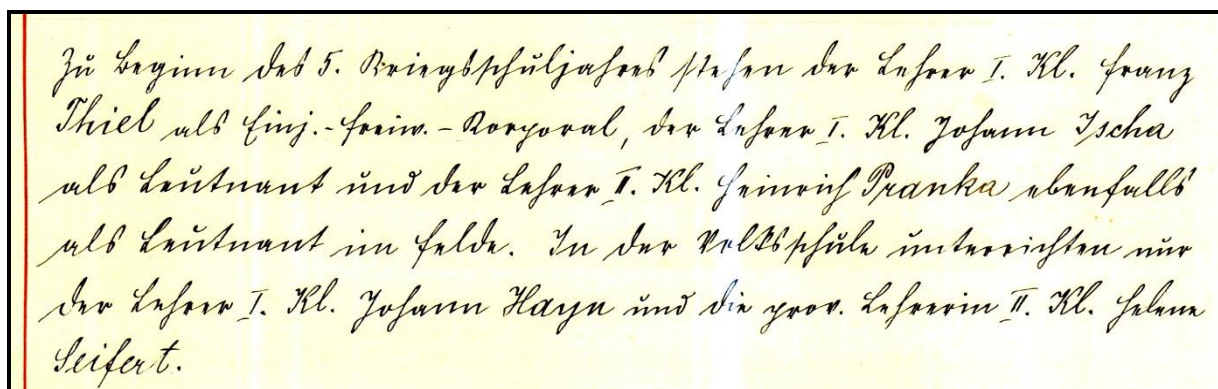 Zu Beginn des 5. Kriegsschuljahres stehen der Lehrer I. Kl. Franz
Thiel als Einj.-Freiw.-Korporal, der Lehrer I. Kl. Johann Ischa
als Leutnant und der Lehrer II. Kl. Heinrich Pranka ebenfalls
als Leutnant im Felde. In der Volksschule unterrichten nur
der Lehrer I. Kl. Johann Hayn und die prov. Lehrerin II. Kl. Helene
Seifert.